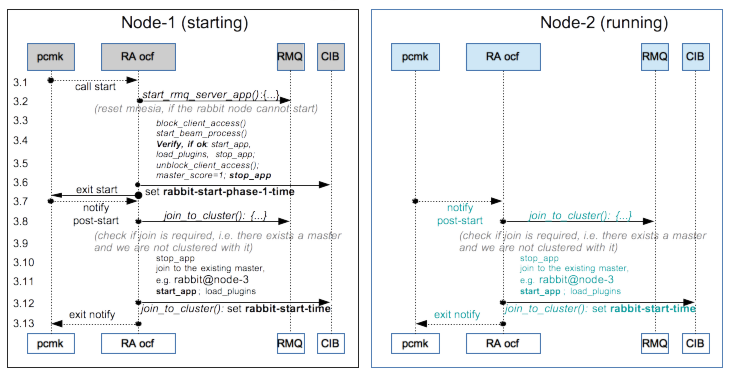 Node-1 (starting)
pcmk
RA ocf
RMQ
CIB
3.1
call start
3.2
start_rmq_server_app():{...}
(reset mnesia, if the rabbit node cannot start)
3.3
block_client_access()
start_beam_process()
3.4
Verify, if ok: start_app,
load_plugins, stop_app;
3.5
unblock_client_access();
master_score=1; stop_app
3.6
exit start
set rabbit-start-phase-1-time
3.7
notify
post-start
join_to_cluster(): {...}
3.8
(check if join is required, i.e. there exists a master
3.9
and we are not clustered with it)
stop_app
3.10
join to the existing master,
e.g. rabbit@node-3
3.11
start_app; load_plugins
3.12
join_to_cluster(): set rabbit-start-time
exit notify
3.13
pcmk
RA ocf
RMQ
CIB
Node-2 (running)
pcmk
RA ocf
RMQ
CIB
notify
post-start
join_to_cluster(): {...}
(check if join is required, i.e. there exists a master
and we are not clustered with it)
stop_app
join to the existing master,
e.g. rabbit@node-3
start_app; load_plugins
join_to_cluster(): set rabbit-start-time
exit notify
pcmk
RA ocf
RMQ
CIB